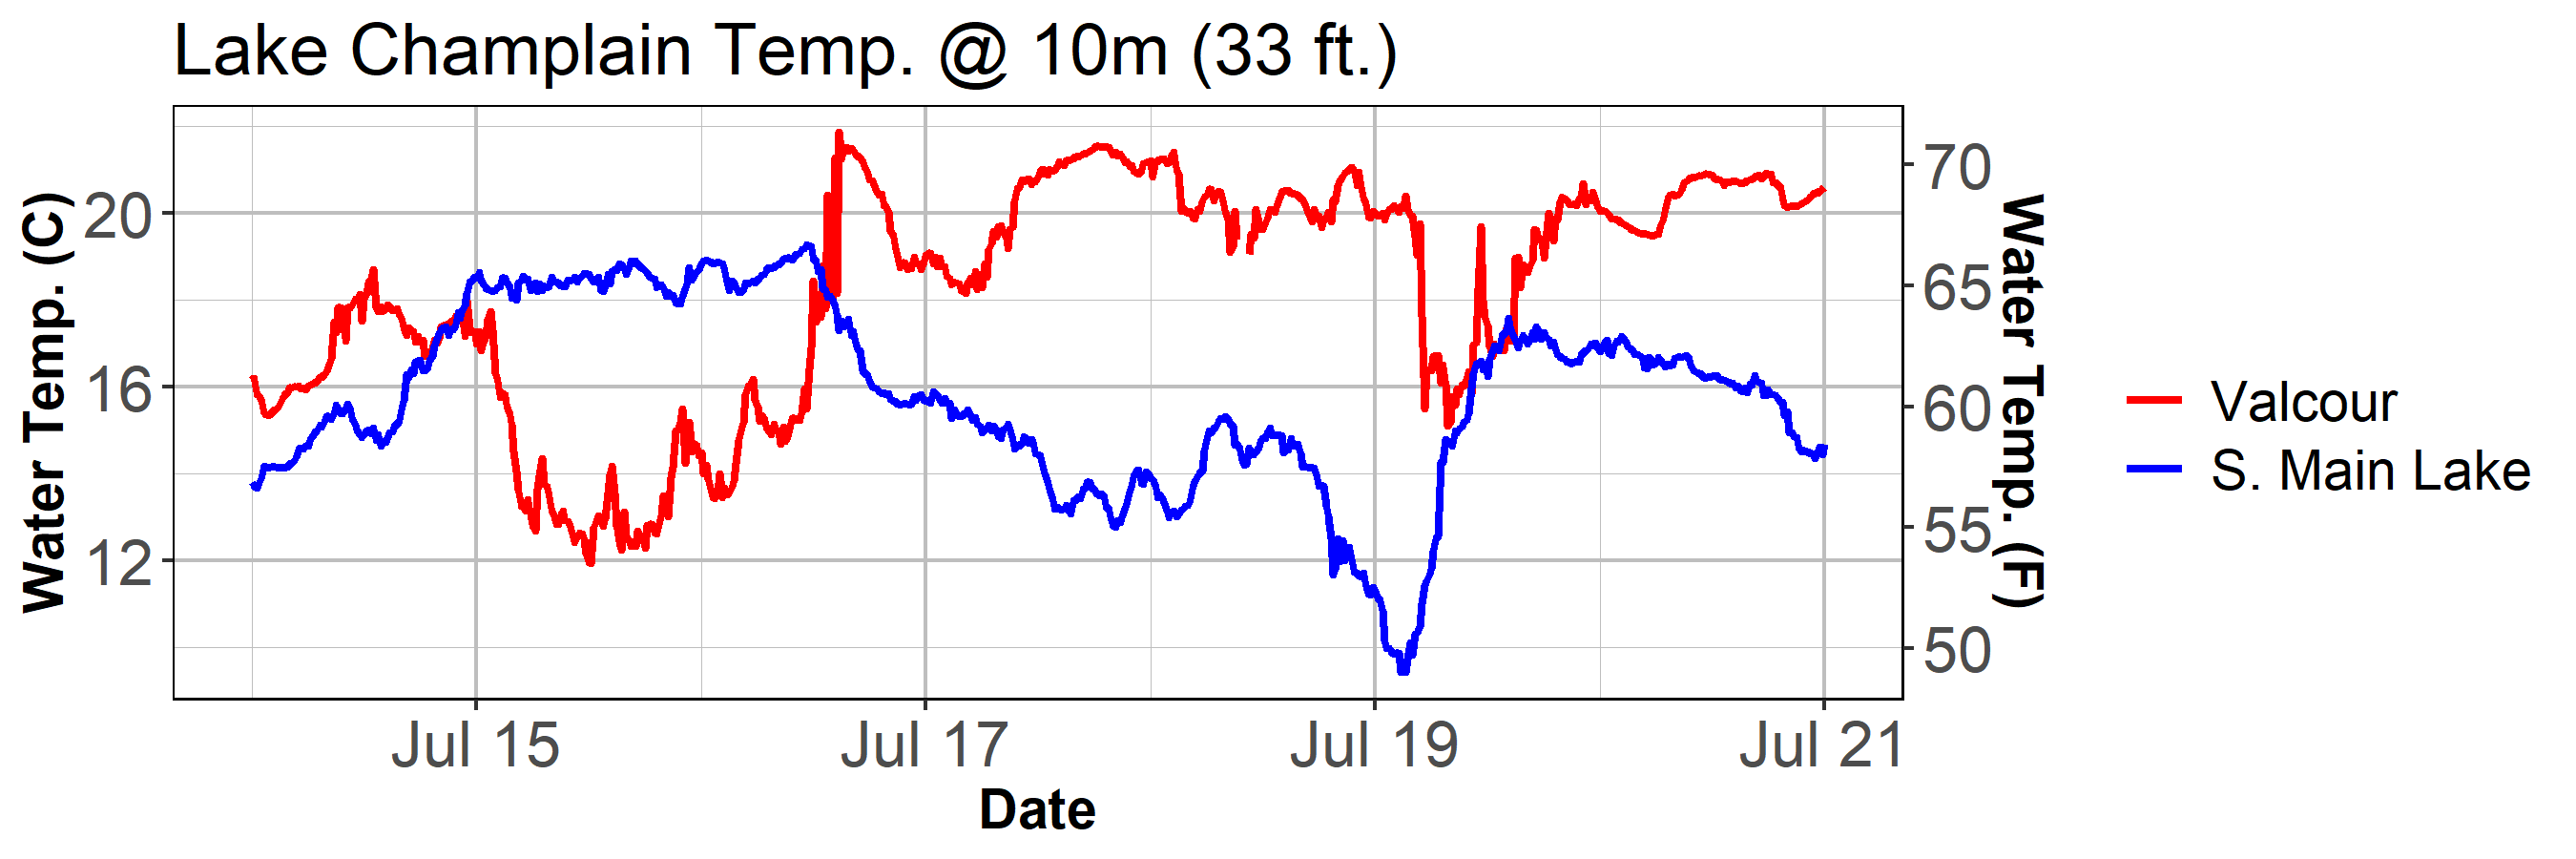 Lake Champlain Temp. @ 10m (33 ft.)
Water Temp. (C)
20
16
12
70
65
60
55
50
Water Temp. (F)
Jul 15
Jul 17
Jul 19
Jul 21
Date
Valcour
S. Main Lake